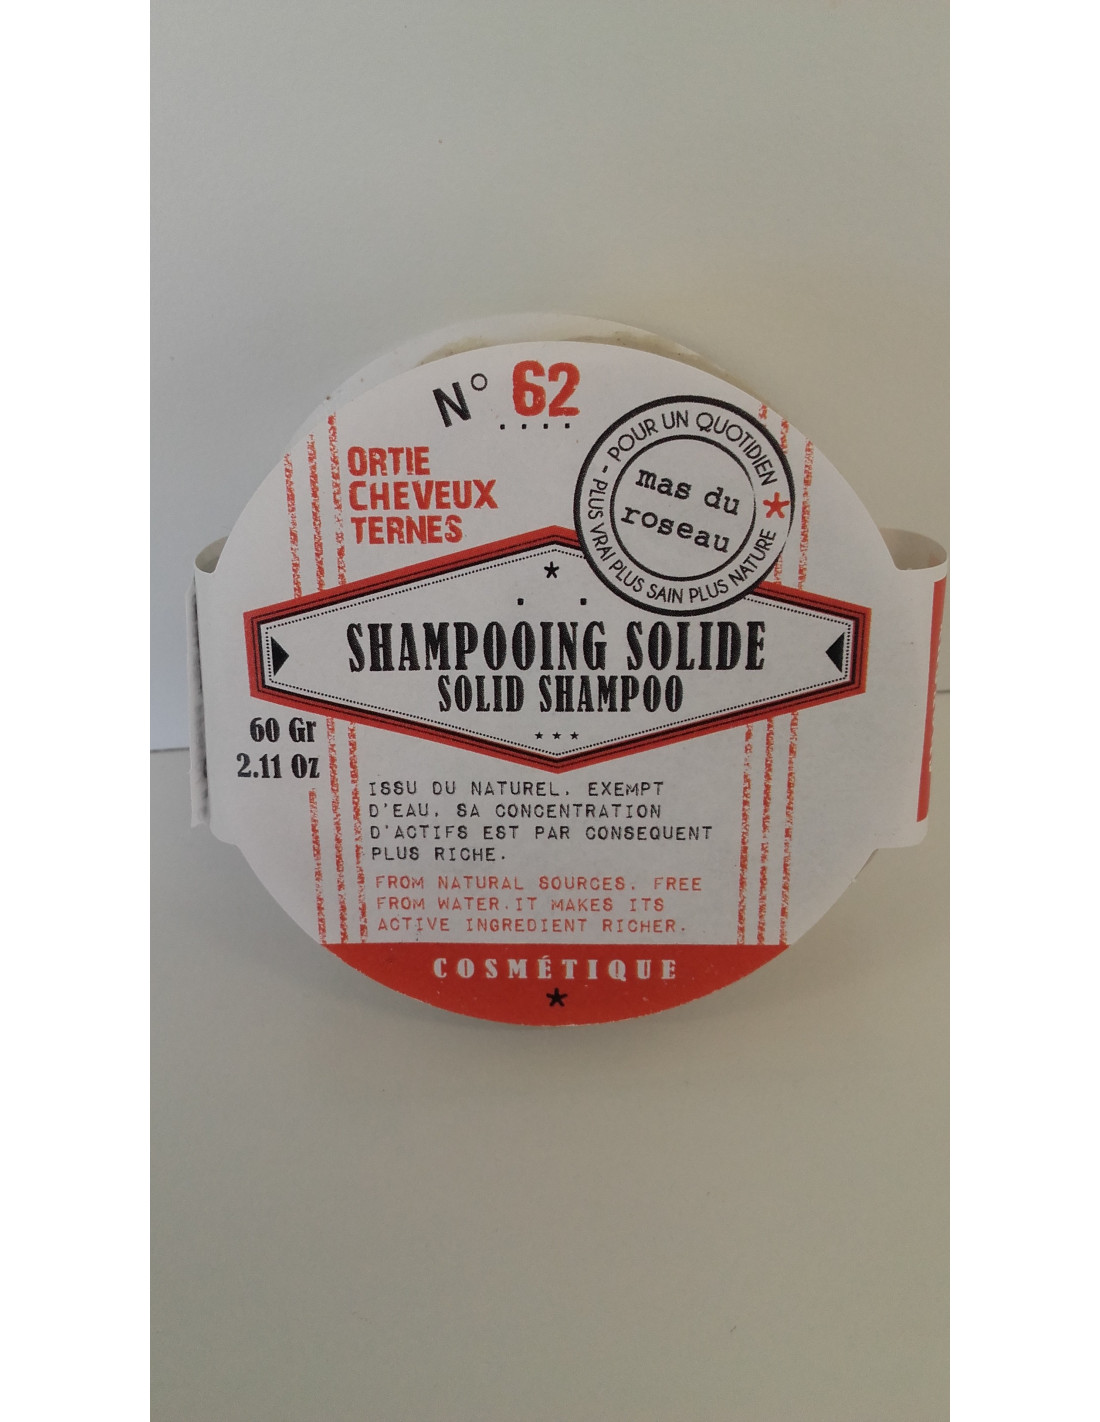 N° 62
ORTIE
CHEVEUX
TERNES
- POUR UN QUOTIDIEN * PLUS VRAI PLUS SAIN PLUS NATURE
mas du
roseau
SHAMPOOING SOLIDE
SOLID SHAMPOO
60 Gr
2.11 Oz
ISSU DU NATUREL. EXEMPT
D'EAU, SA CONCENTRATION
D'ACTIFS EST PAR CONSEQUENT
PLUS RICHE.
FROM NATURAL SOURCES. FREE
FROM WATER.IT MAKES ITS
ACTIVE INGREDIENT RICHER.
COSMÉTIQUE